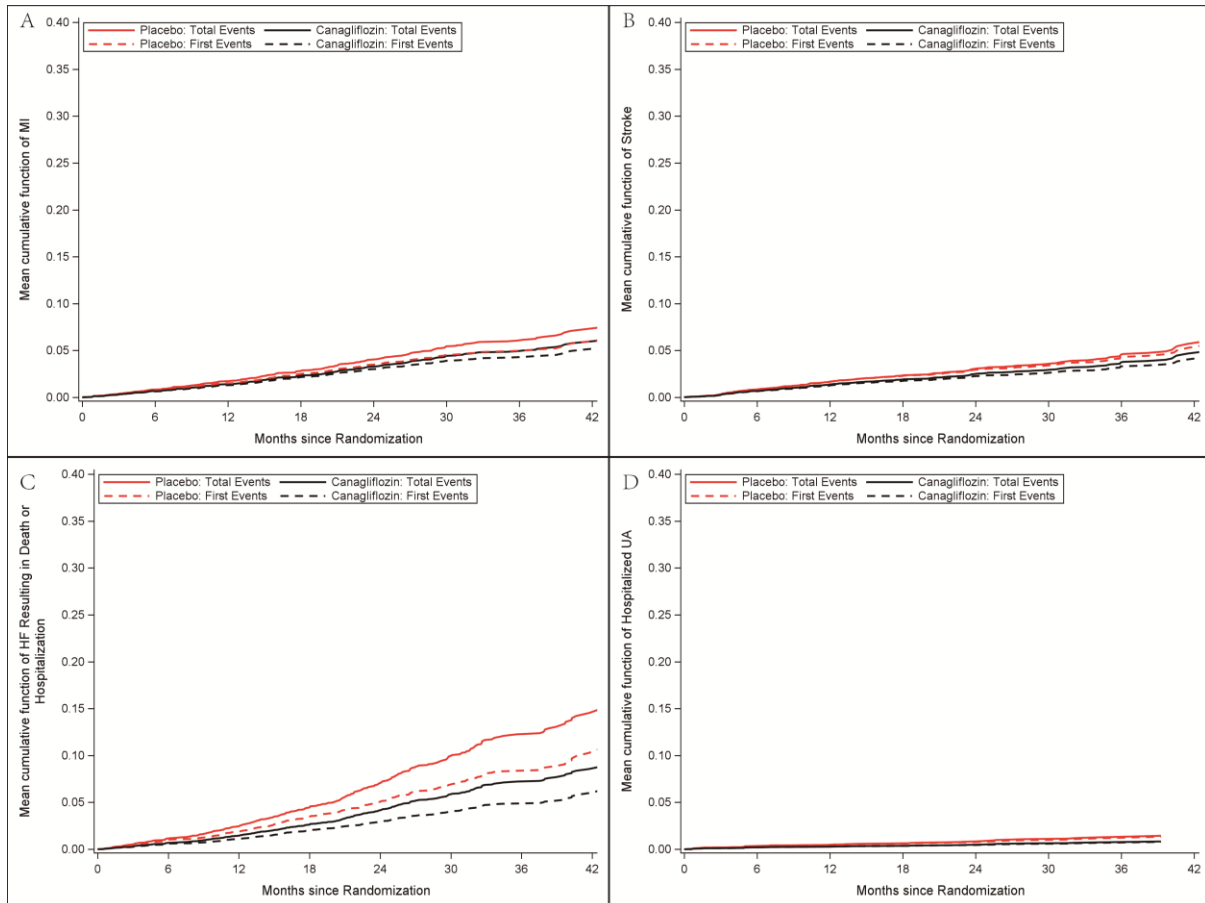 A
Placebo: Total Events Canagliflozin: Total Events
Placebo: First Events Canagliflozin: First Events
Mean cumulative function of MI
0.40
0.35
0.30
0.25
0.20
0.15
0.10
0.05
0.00
0 6 12 18 24 30 36 42
Months since Randomization
B
Placebo: Total Events Canagliflozin: Total Events
Placebo: First Events Canagliflozin: First Events
Mean cumulative function of Stroke
0.40
0.35
0.30
0.25
0.20
0.15
0.10
0.05
0.00
0 6 12 18 24 30 36 42
Months since Randomization
C
Placebo: Total Events Canagliflozin: Total Events
Placebo: First Events Canagliflozin: First Events
Mean cumulative function of HF Resulting in Death or
Hospitalization
0.40
0.35
0.30
0.25
0.20
0.15
0.10
0.05
0.00
0 6 12 18 24 30 36 42
Months since Randomization
D
Placebo: Total Events Canagliflozin: Total Events
Placebo: First Events Canagliflozin: First Events
Mean cumulative function of Hospitalized UA
0.40
0.35
0.30
0.25
0.20
0.15
0.10
0.05
0.00
0 6 12 18 24 30 36 42
Months since Randomization